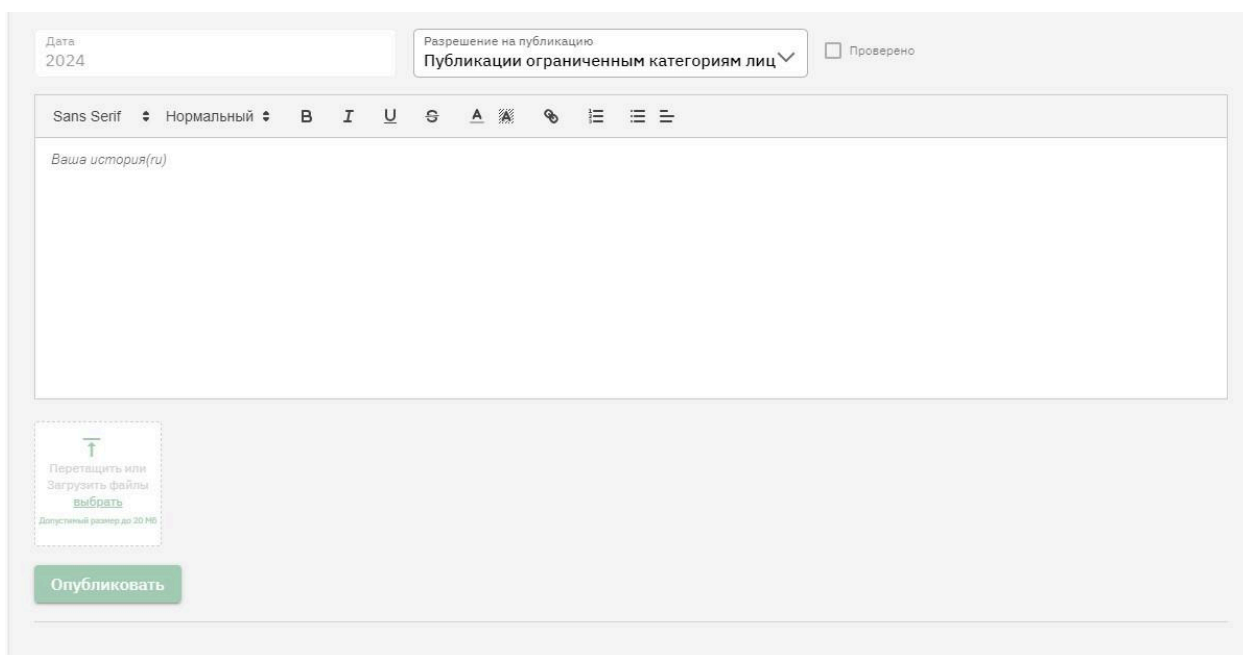 Дата
2024
Разрешение на публикацию
Публикации ограниченным категориям лиц
Проверено
Sans Serif Нормальный B I U S A A
Ваша история(ru)
Перетащить или
Загрузить файлы
выбрать
Допустимый размер до 20 Мб
Опубликовать